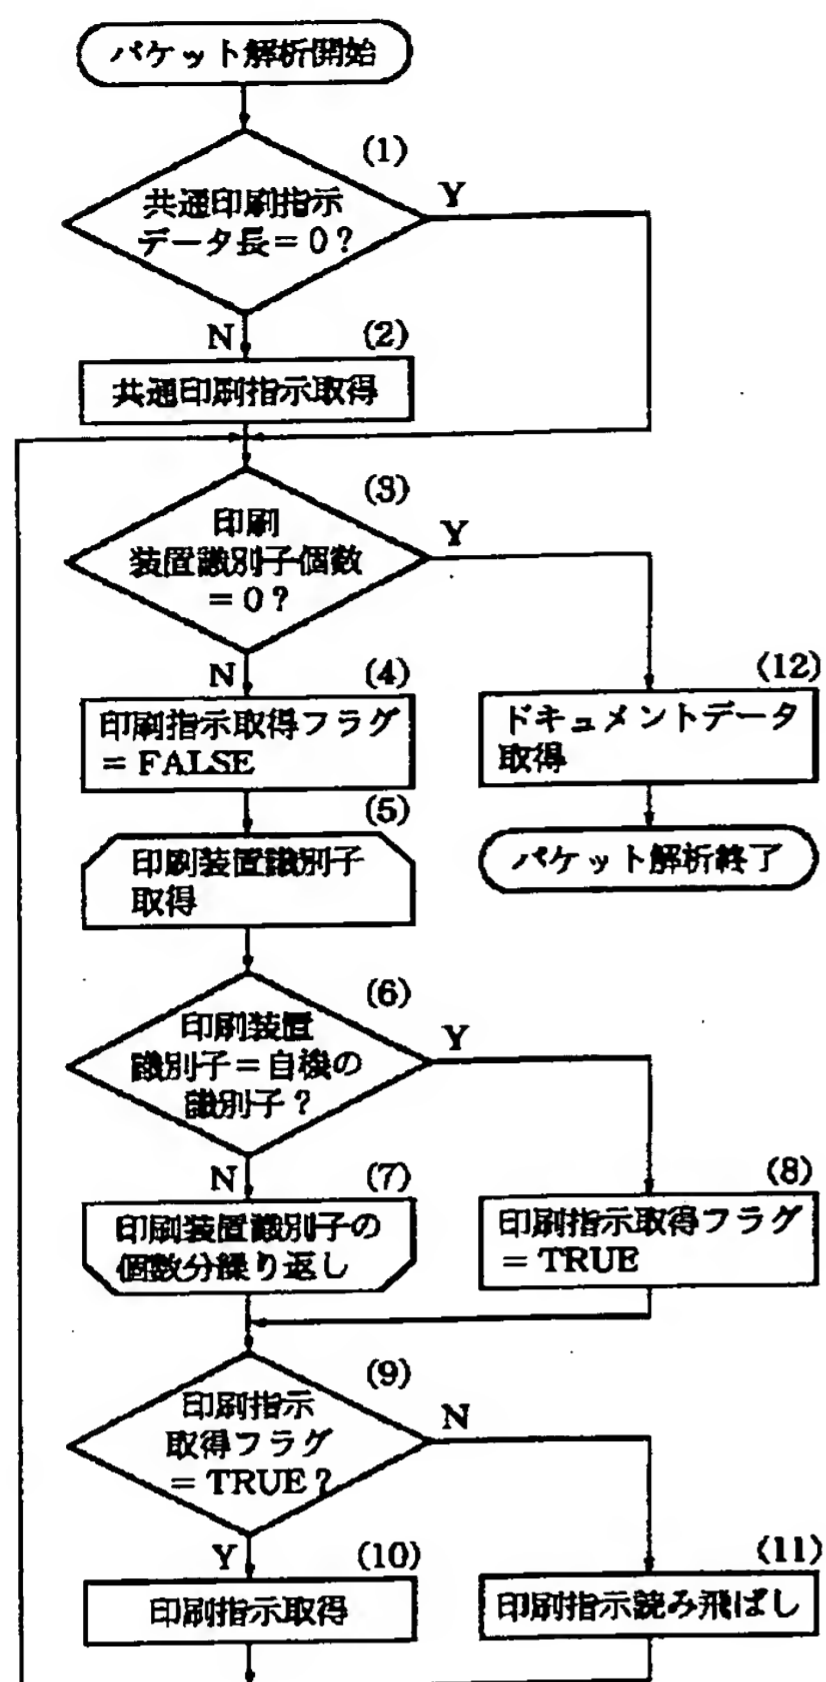 パケット解析開始
(1)
共通印刷指示
データ長=0?
Y
N
(2)
共通印刷指示取得
(3)
印刷
装置識別子個数
=0?
Y
N
(4)
印刷指示取得フラグ
= FALSE
(12)
ドキュメントデータ
取得
(5)
印刷装置識別子
取得
パケット解析終了
(6)
印刷装置
識別子=自機の
識別子?
Y
N
(7)
印刷装置識別子の
個数分繰り返し
(8)
印刷指示取得フラグ
= TRUE
(9)
印刷指示
取得フラグ
= TRUE?
N
Y
(10)
印刷指示取得
(11)
印刷指示読み飛ばし